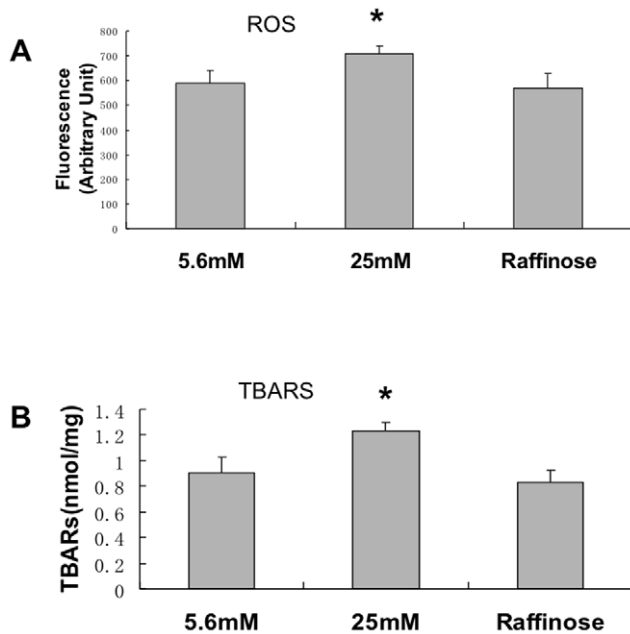 A
ROS
*
Fluorescence
(Arbitrary Unit)
800
700
600
500
400
300
200
100
0
5.6mM
25mM
Raffinose
B
TBARS
*
TBARs(nmol/mg)
1.4
1.2
1
0.8
0.6
0.4
0.2
0
5.6mM
25mM
Raffinose